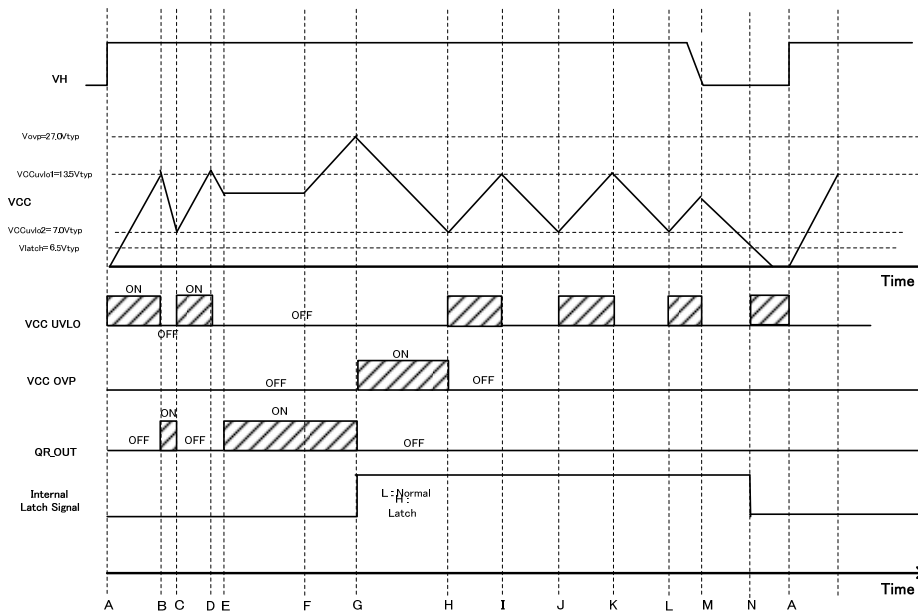 VH
Vovp=27.0Vtyp
VCCuvlo1=13.5Vtyp
VCC
VCCuvlo2=7.0Vtyp
Vlatch=6.5Vtyp
Time
ON
ON
VCC UVLO
OFF
OFF
ON
VCC OVP
OFF
OFF
ON
ON
OFF
OFF
OFF
QR_OUT
Internal
Latch Signal
L:Normal
H:
Latch
Time
A B C D E F G H I J K L M N A